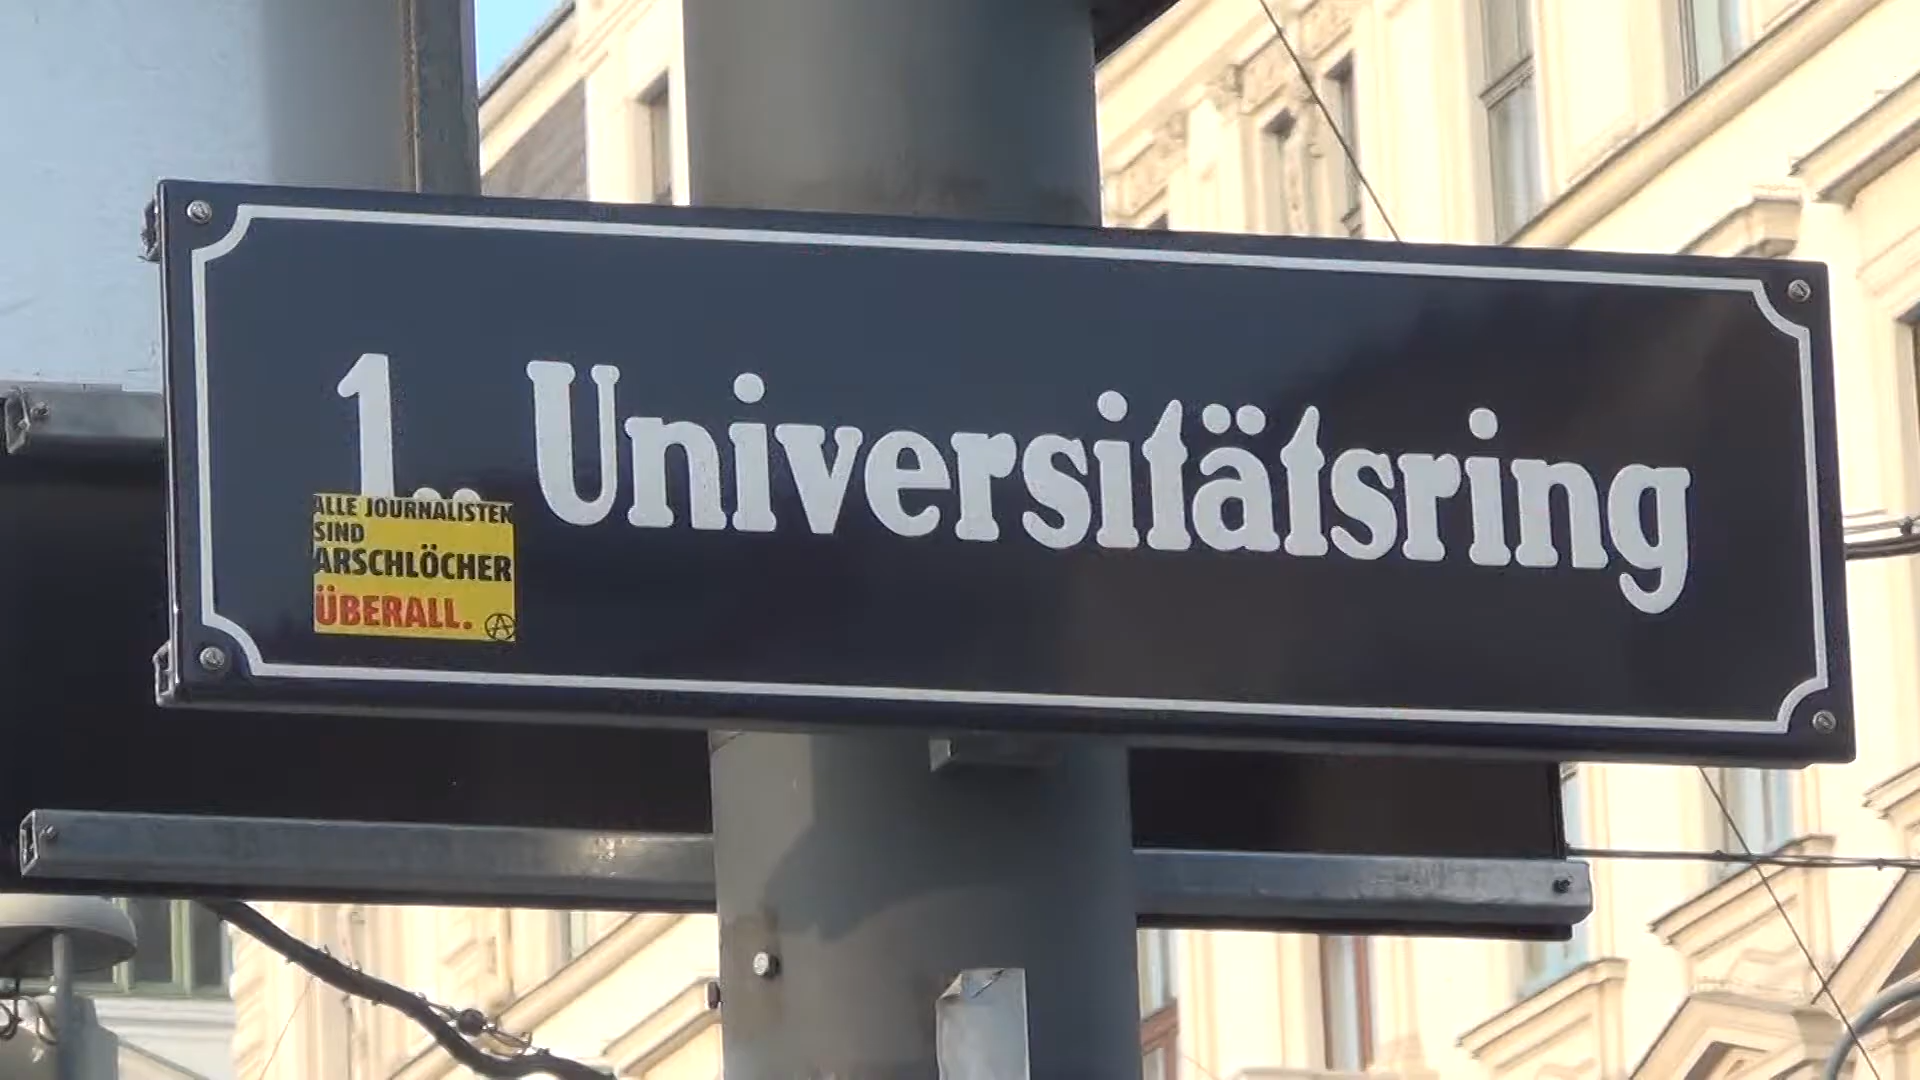 1., Universitätsring
ALLE JOURNALISTEN
SIND
ARSCHLÖCHER
ÜBERALL.